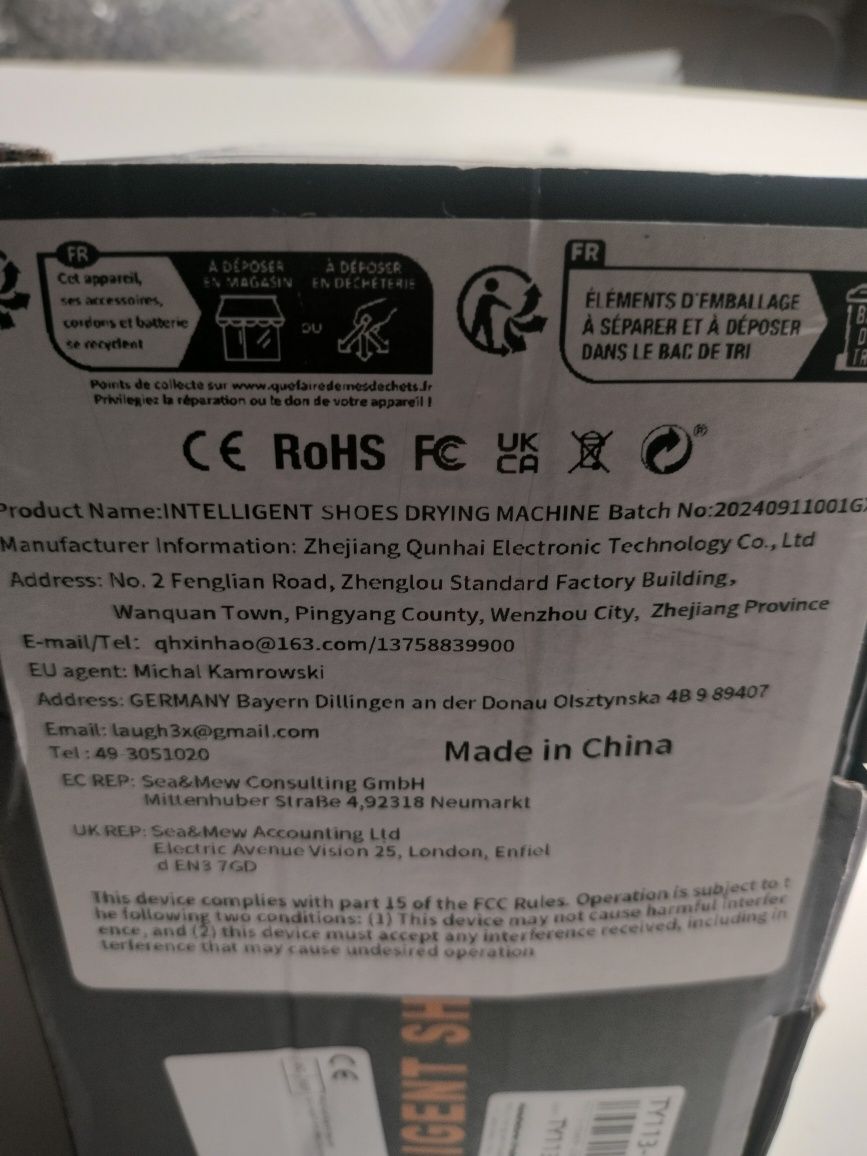 FR
Cet appareil,
ses accessoires,
cordons et batterie
se recyclent
À DÉPOSER
EN MAGASIN
OU
À DÉPOSER
EN DÉCHÈTERIE
Points de collecte sur www.quefairedemesdechets.fr
Privilegiez la réparation ou le don de votre appareil !
FR
ÉLÉMENTS D'EMBALLAGE
À SÉPARER ET À DÉPOSER
DANS LE BAC DE TRI
CE RoHS FC UK CA ®
Product Name:INTELLIGENT SHOES DRYING MACHINE Batch No:20240911001G
Manufacturer Information: Zhejiang Qunhai Electronic Technology Co., Ltd
Address: No. 2 Fenglian Road, Zhenglou Standard Factory Building,
Wanquan Town, Pingyang County, Wenzhou City, Zhejiang Province
E-mail/Tel: qhxinhao@163.com/13758839900
EU agent: Michal Kamrowski
Address: GERMANY Bayern Dillingen an der Donau Olsztynska 4B 9 89407
Email: laugh3x@gmail.com
Tel : 49-3051020
Made in China
EC REP: Sea&Mew Consulting GmbH
Mittenhuber StraBe 4,92318 Neumarkt
UK REP: Sea&Mew Accounting Ltd
Electric Avenue Vision 25, London, Enfiel
d EN3 7GD
This device complies with part 15 of the FCC Rules. Operation is subject to t
he following two conditions: (1) This device may not cause harmful interfer
ence, and (2) this device must accept any interference received, including in
terference that may cause undesired operation
IGENT SH
CE
TY113-